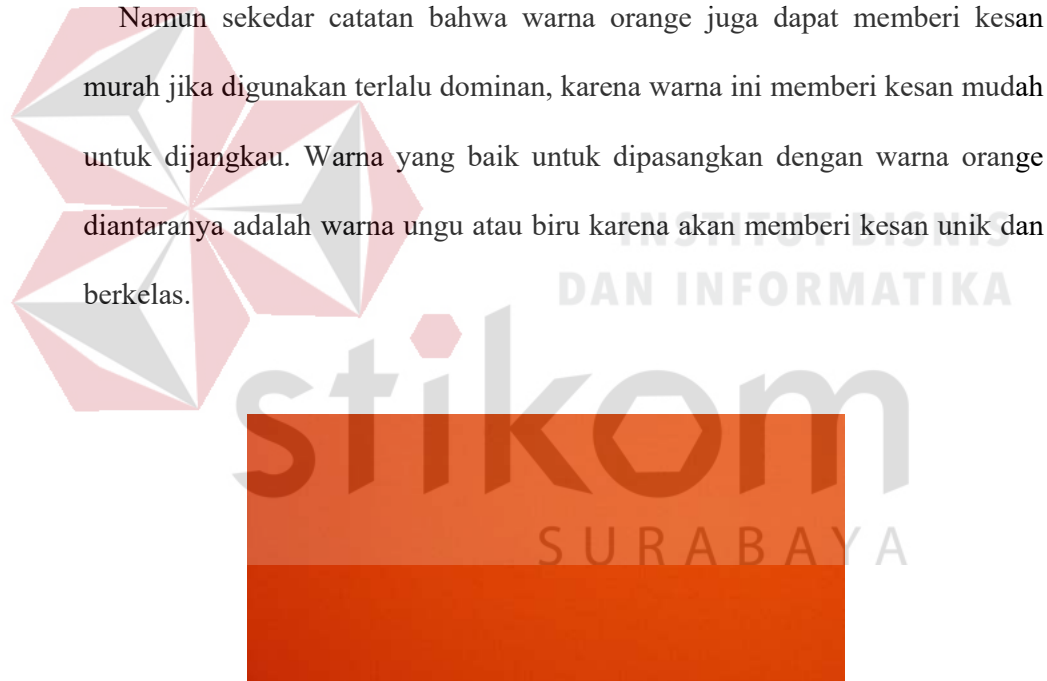 Namun sekedar catatan bahwa warna orange juga dapat memberi kesan
murah jika digunakan terlalu dominan, karena warna ini memberi kesan mudah
untuk dijangkau. Warna yang baik untuk dipasangkan dengan warna orange
diantaranya adalah warna ungu atau biru karena akan memberi kesan unik dan
berkelas.
INSTITUT BISNIS
DAN INFORMATIKA
stikom
SURABAYA